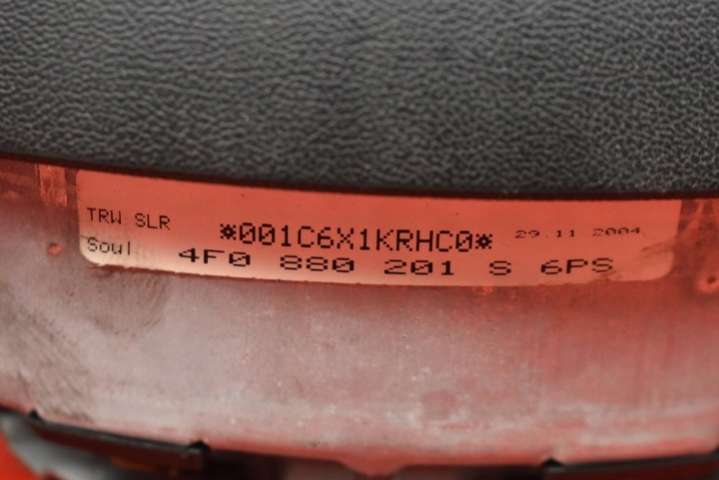 TRW SLR *001C6X1KRHC0* 29.11 2004
Soul 4F0 880 201 S 6PS